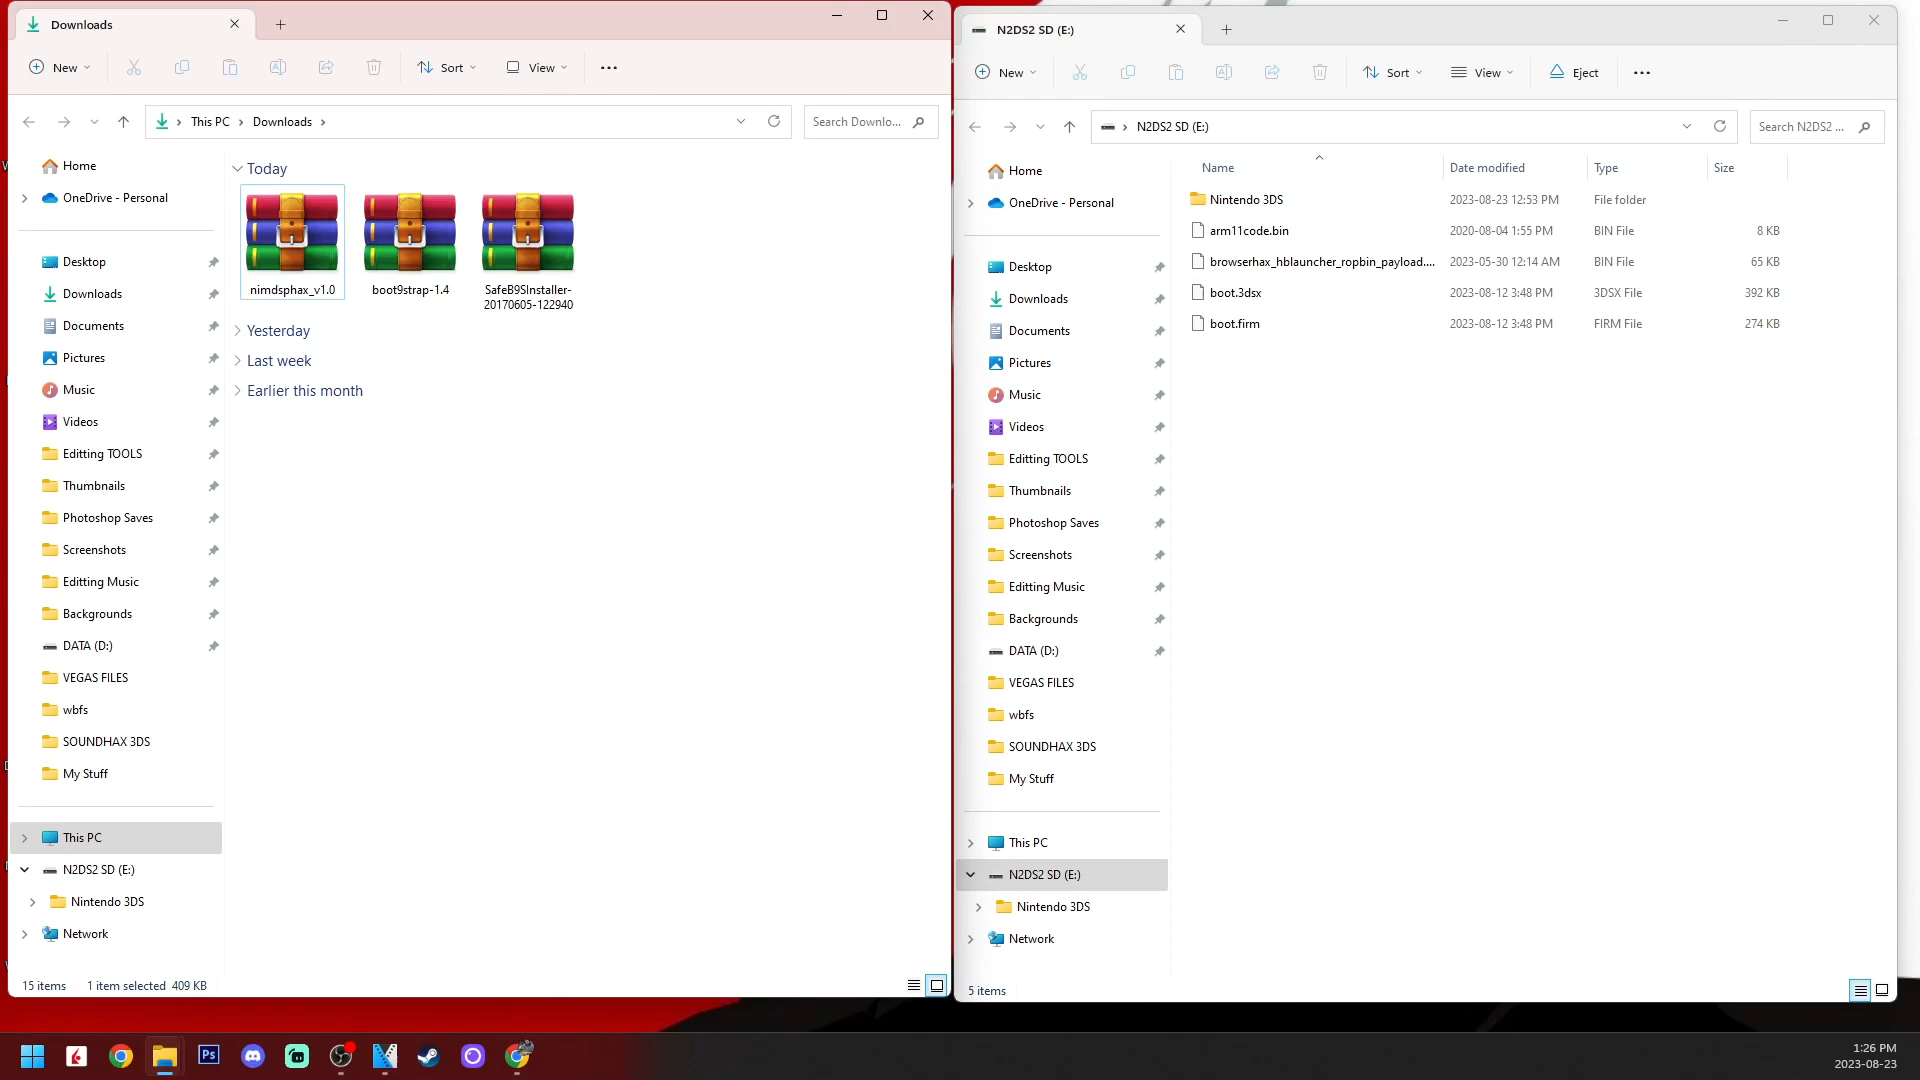 Downloads
New
Sort
View
This PC
Downloads
Search Downlo...
Home
OneDrive - Personal
Desktop
Downloads
Documents
Pictures
Music
Videos
Editting TOOLS
Thumbnails
Photoshop Saves
Screenshots
Editting Music
Backgrounds
DATA (D:)
VEGAS FILES
wbfs
SOUNDHAX 3DS
My Stuff
This PC
N2DS2 SD (E:)
Nintendo 3DS
Network
Today
nimdsphax_v1.0
boot9strap-1.4
SafeB9SInstaller-
20170605-122940
Yesterday
Last week
Earlier this month
15 items 1 item selected 409 KB
N2DS2 SD (E:)
New
Sort
View
Eject
N2DS2 SD (E:)
Search N2DS2 ...
Home
OneDrive - Personal
Desktop
Downloads
Documents
Pictures
Music
Videos
Editting TOOLS
Thumbnails
Photoshop Saves
Screenshots
Editting Music
Backgrounds
DATA (D:)
VEGAS FILES
wbfs
SOUNDHAX 3DS
My Stuff
This PC
N2DS2 SD (E:)
Nintendo 3DS
Network
Name Date modified Type Size
Nintendo 3DS 2023-08-23 12:53 PM File folder
arm11code.bin 2020-08-04 1:55 PM BIN File 8 KB
browserhax_hblauncher_ropbin_payload.... 2023-05-30 12:14 AM BIN File 65 KB
boot.3dsx 2023-08-12 3:48 PM 3DSX File 392 KB
boot.firm 2023-08-12 3:48 PM FIRM File 274 KB
5 items
Ps
1:26 PM
2023-08-23